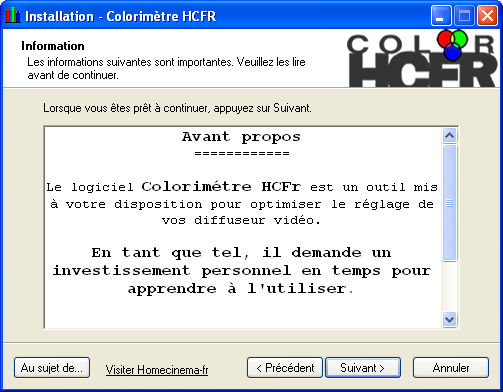 Installation - Colorimètre HCFR
Information
Les informations suivantes sont importantes. Veuillez les lire
avant de continuer.
COLOR
HCFR
Lorsque vous êtes prêt à continuer, appuyez sur Suivant.
Avant propos
============
Le logiciel Colorimétre HCFr est un outil mis
à votre disposition pour optimiser le réglage de
vos diffuseur vidéo.
En tant que tel, il demande un
investissement personnel en temps pour
apprendre à l'utiliser.
Au sujet de...
Visiter Homecinema-fr
< Précédent
Suivant >
Annuler